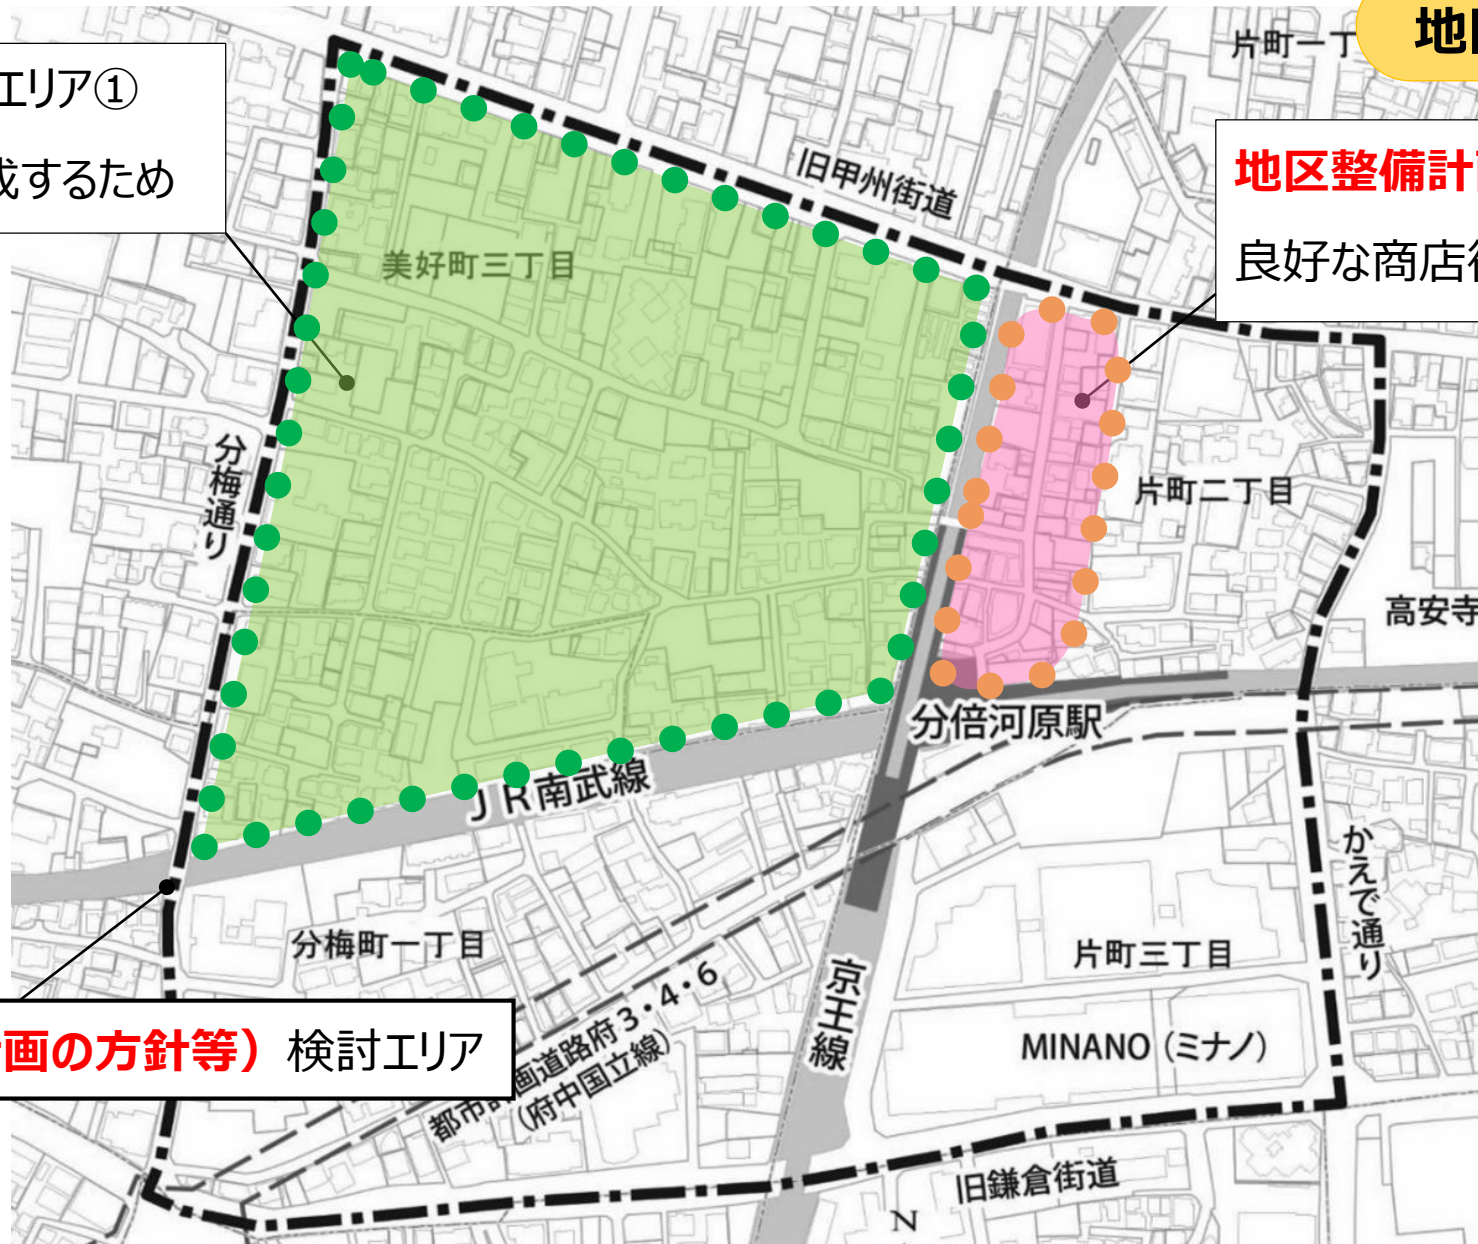 地
片町一丁
エリア①
成するため
地区整備計
良好な商店
旧甲州街道
美好町三丁目
分梅通り
片町二丁目
高安寺
分倍河原駅
JR南武線
かえで通り
分梅町一丁目
片町三丁目
京王線
画の方針等）検討エリア
MINANO（ミナノ）
都市計画道路府3・4・6
（府中国立線）
旧鎌倉街道
N